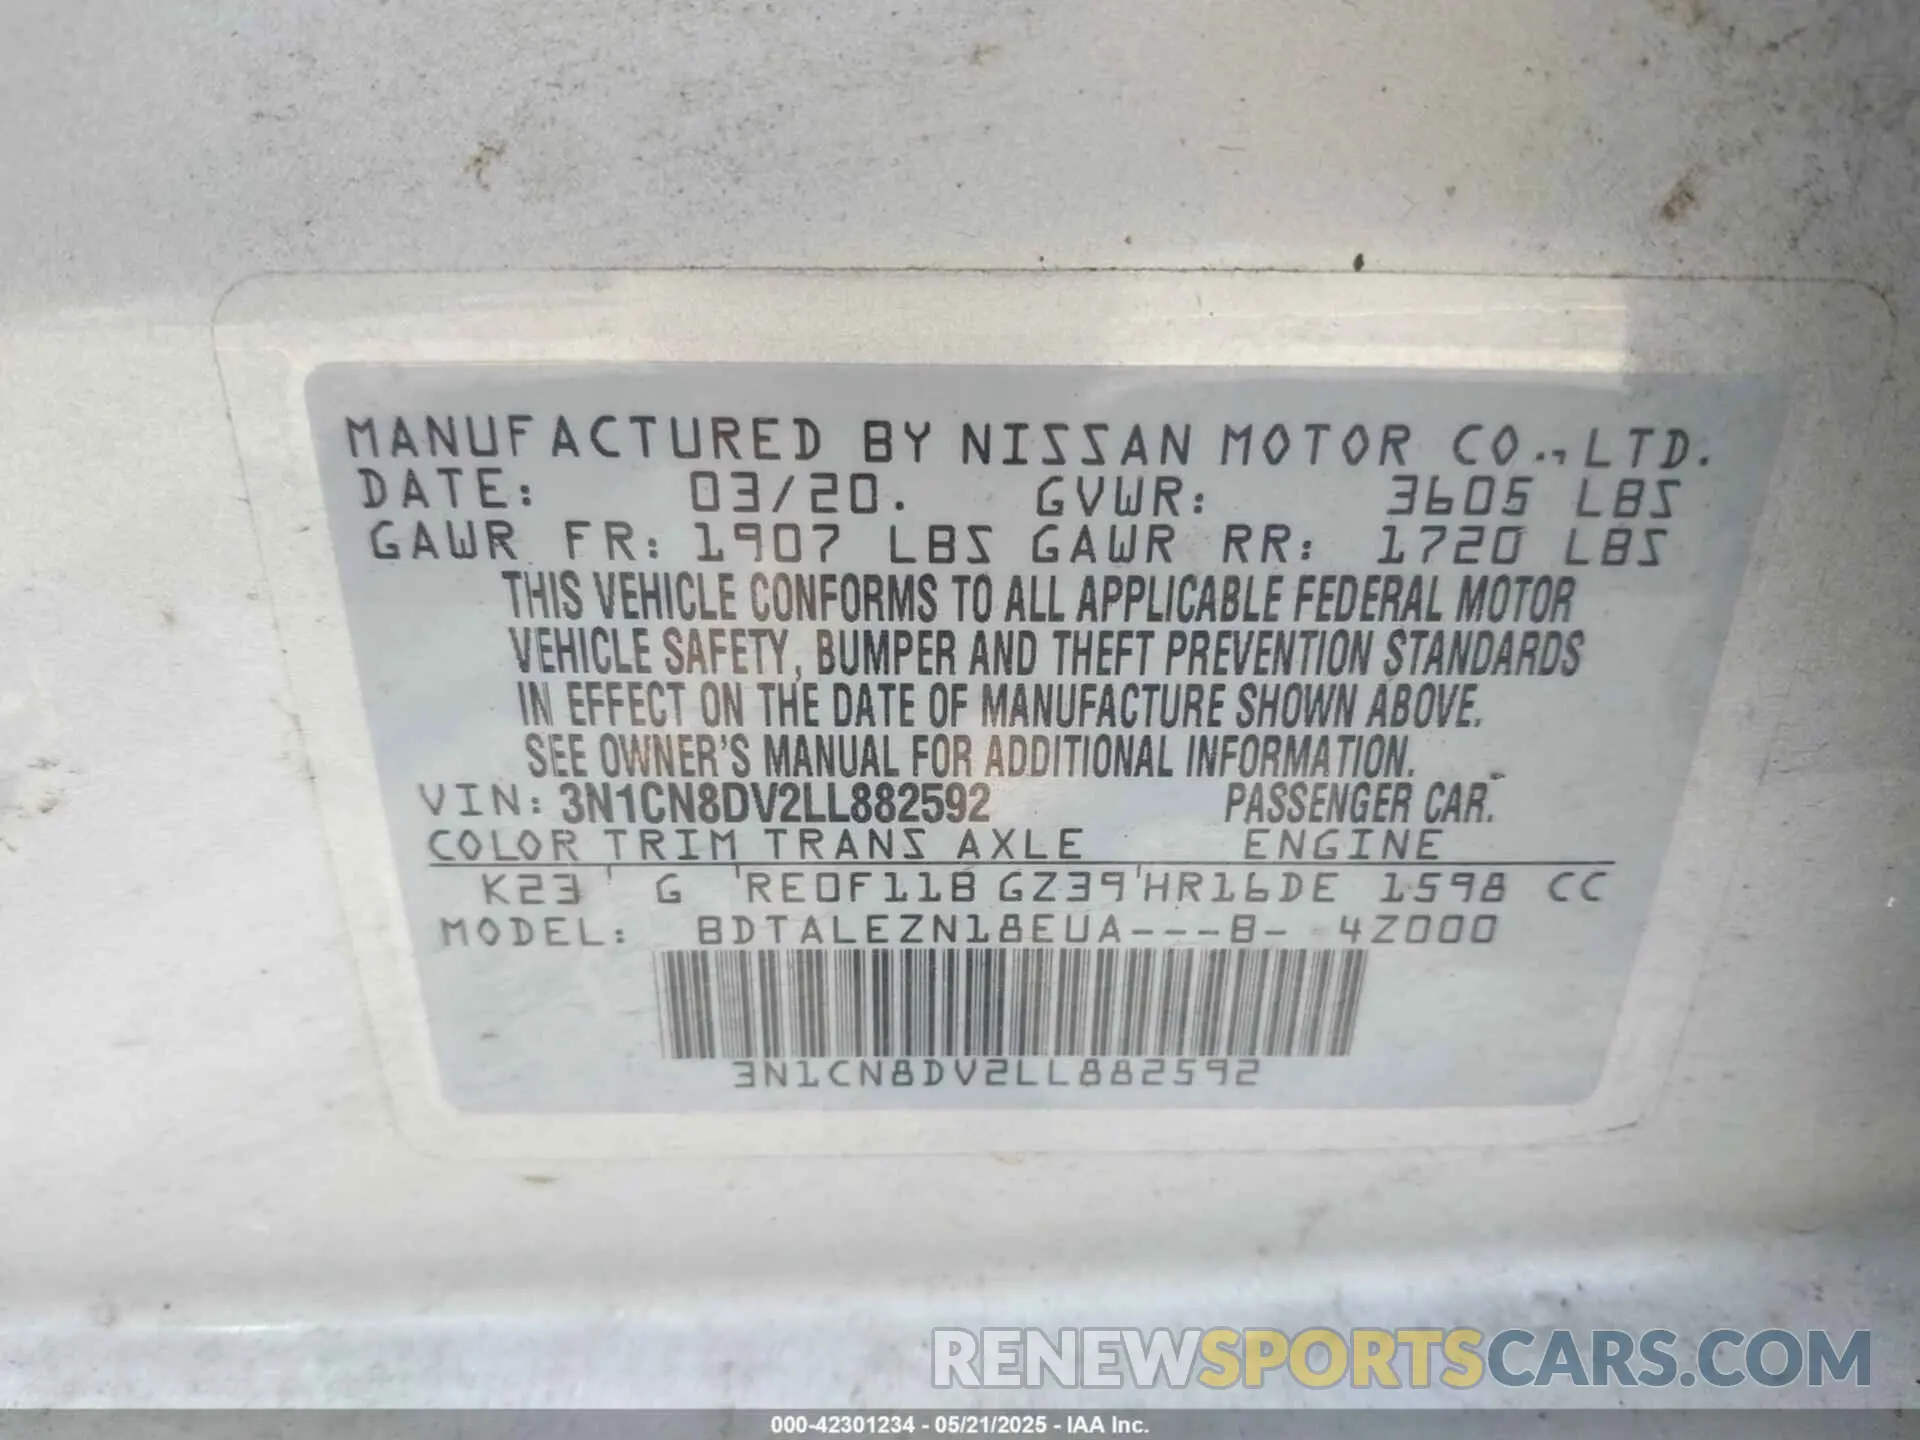 MANUFACTURED BY NISSAN MOTOR CO., LTD.
DATE: 03/20. GVWR: 3605 LBS
GAWR FR: 1907 LBS GAWR RR: 1720 LBS
THIS VEHICLE CONFORMS TO ALL APPLICABLE FEDERAL MOTOR
VEHICLE SAFETY, BUMPER AND THEFT PREVENTION STANDARDS
IN EFFECT ON THE DATE OF MANUFACTURE SHOWN ABOVE.
SEE OWNER'S MANUAL FOR ADDITIONAL INFORMATION.
VIN: 3N1CN8DV2LL882592 PASSENGER CAR.
COLOR TRIM TRANS AXLE ENGINE
K23 ' G 'RE0F11B GZ39'HR16DE 1598 CC
MODEL: BDTALEZN18EUA---B- 4Z000
3N1CN8DV2LL882592
RENEWSPORTSCARS.COM
000-42301234 - 05/21/2025 - IAA Inc.